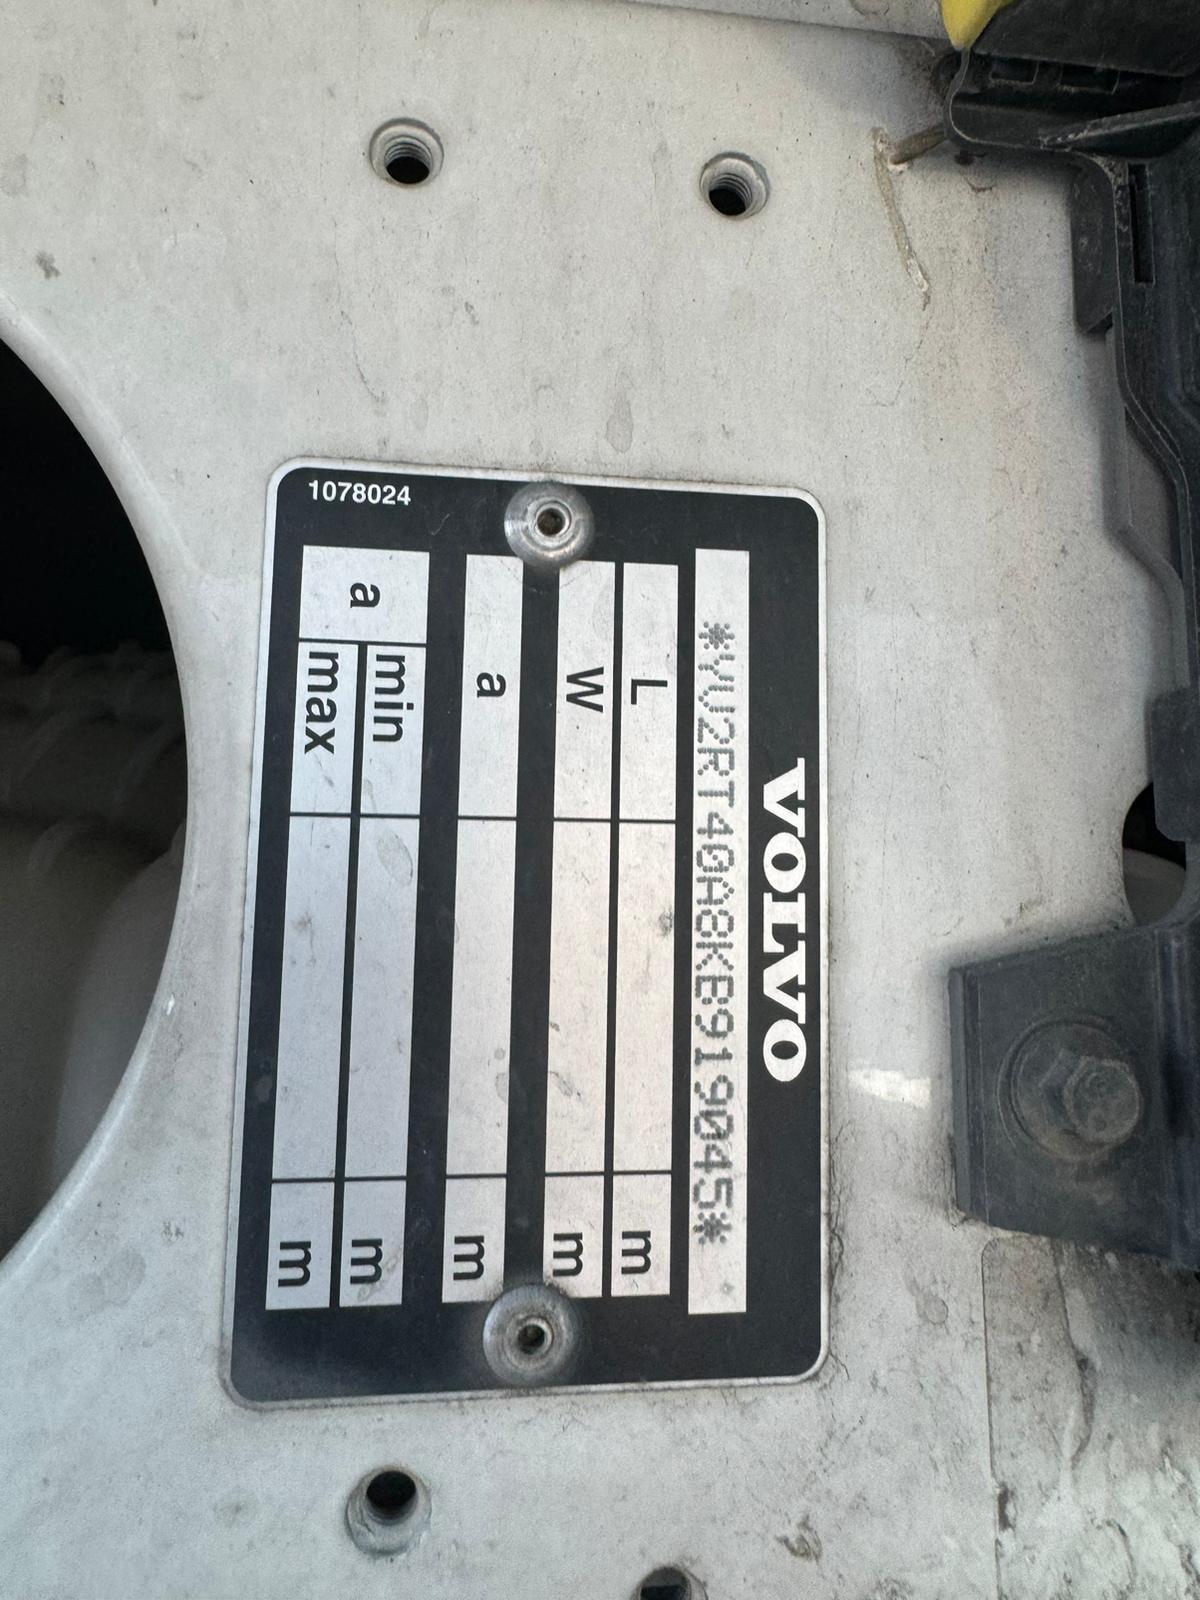 1078024
VOLVO
*YV2RT40A8KB919045*
L m
W m
a m
a min m
max m